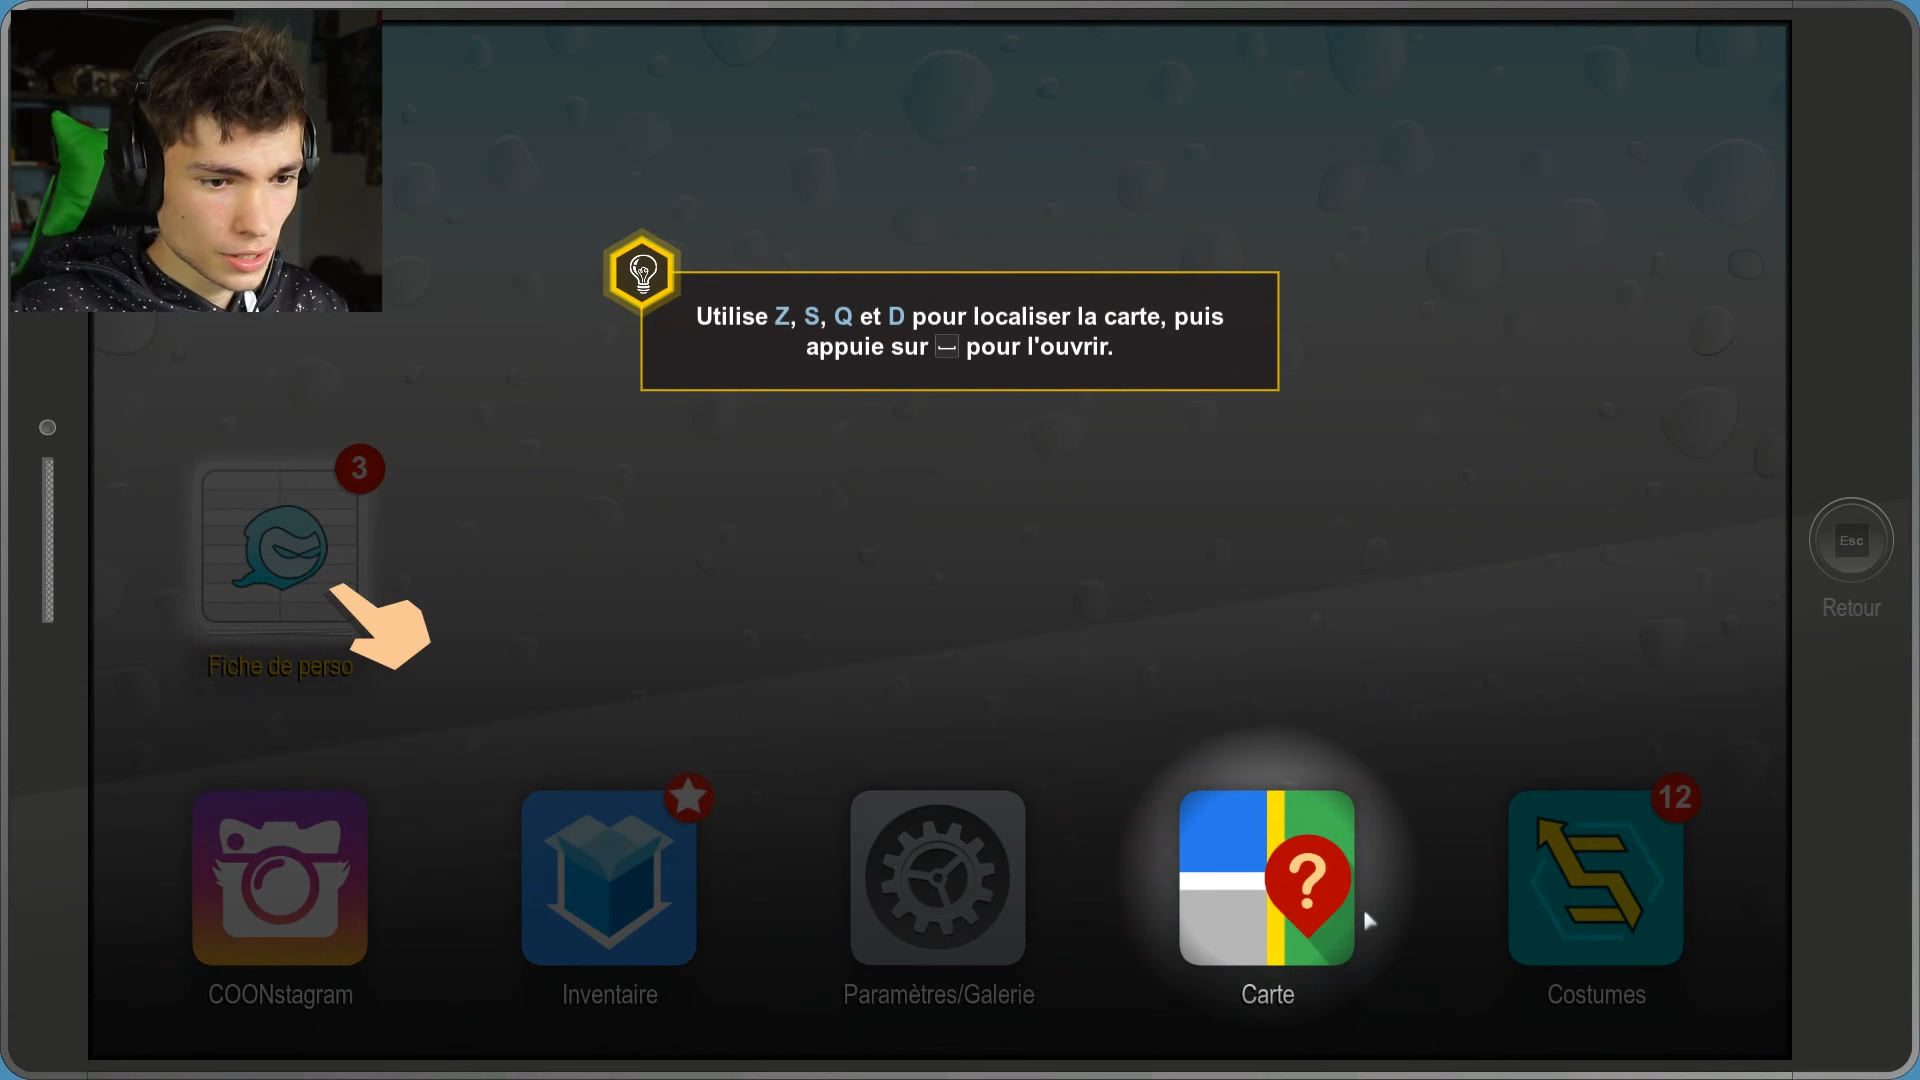 Utilise Z, S, Q et D pour localiser la carte, puis
appuie sur pour l'ouvrir.
3
Fiche de perso
Esc
Retour
12
?
COONstagram
Inventaire
Paramètres/Galerie
Carte
Costumes